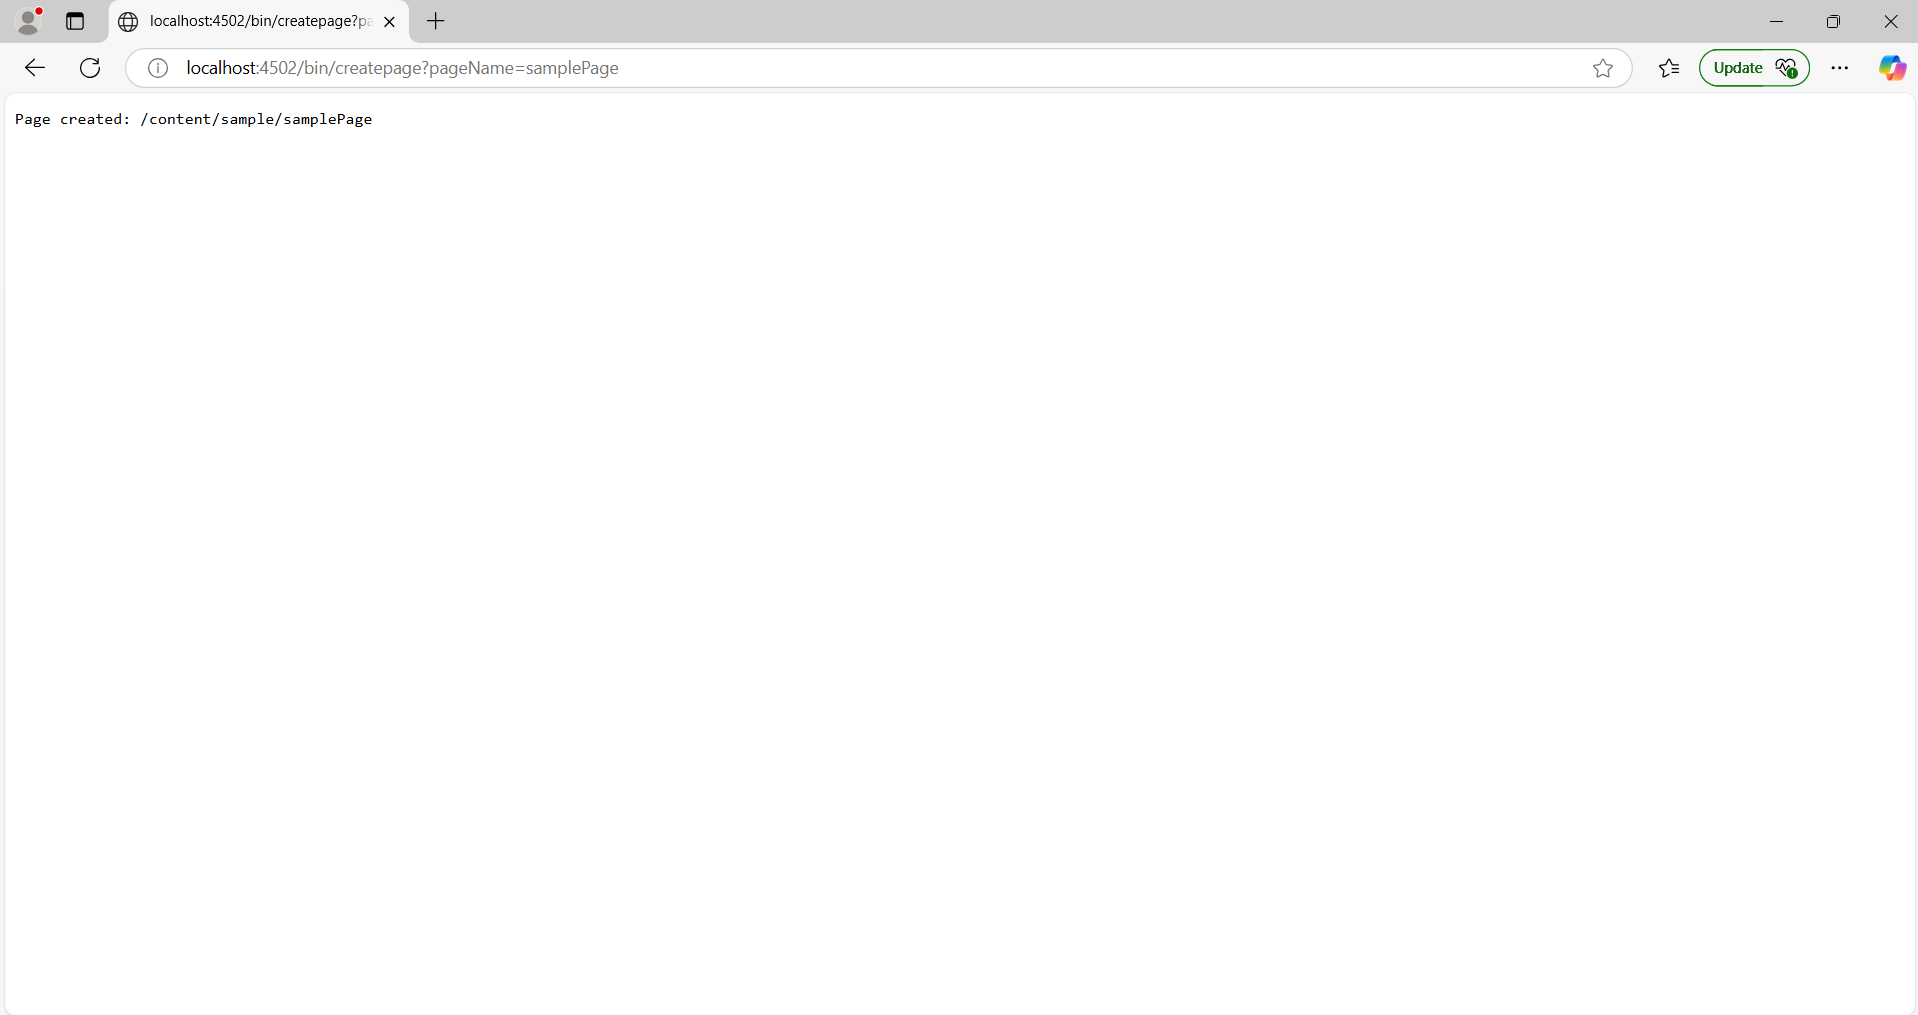 localhost:4502/bin/createpage?pa
localhost:4502/bin/createpage?pageName=samplePage
Update
Page created: /content/sample/samplePage